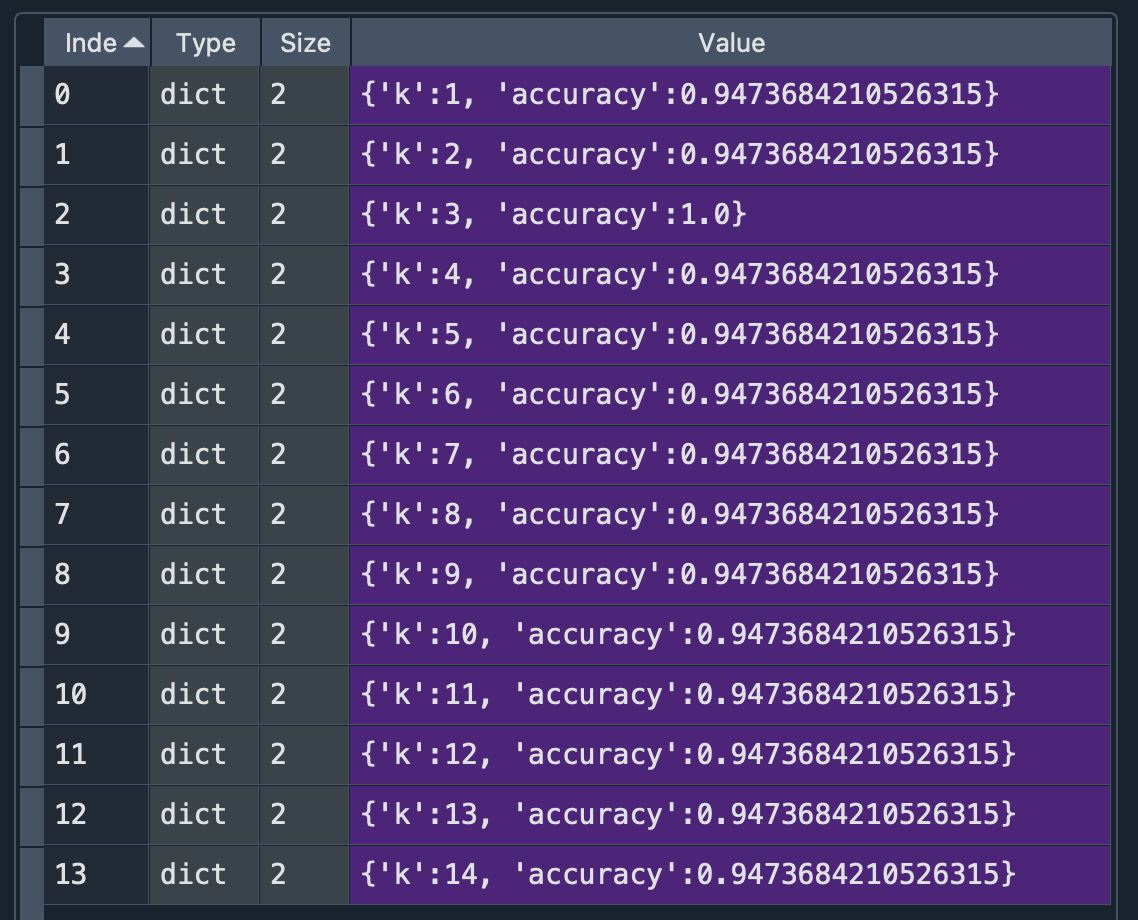 Inde Type Size Value
0 dict 2 {'k':1, 'accuracy':0.9473684210526315}
1 dict 2 {'k':2, 'accuracy':0.9473684210526315}
2 dict 2 {'k':3, 'accuracy':1.0}
3 dict 2 {'k':4, 'accuracy':0.9473684210526315}
4 dict 2 {'k':5, 'accuracy':0.9473684210526315}
5 dict 2 {'k':6, 'accuracy':0.9473684210526315}
6 dict 2 {'k':7, 'accuracy':0.9473684210526315}
7 dict 2 {'k':8, 'accuracy':0.9473684210526315}
8 dict 2 {'k':9, 'accuracy':0.9473684210526315}
9 dict 2 {'k':10, 'accuracy':0.9473684210526315}
10 dict 2 {'k':11, 'accuracy':0.9473684210526315}
11 dict 2 {'k':12, 'accuracy':0.9473684210526315}
12 dict 2 {'k':13, 'accuracy':0.9473684210526315}
13 dict 2 {'k':14, 'accuracy':0.9473684210526315}